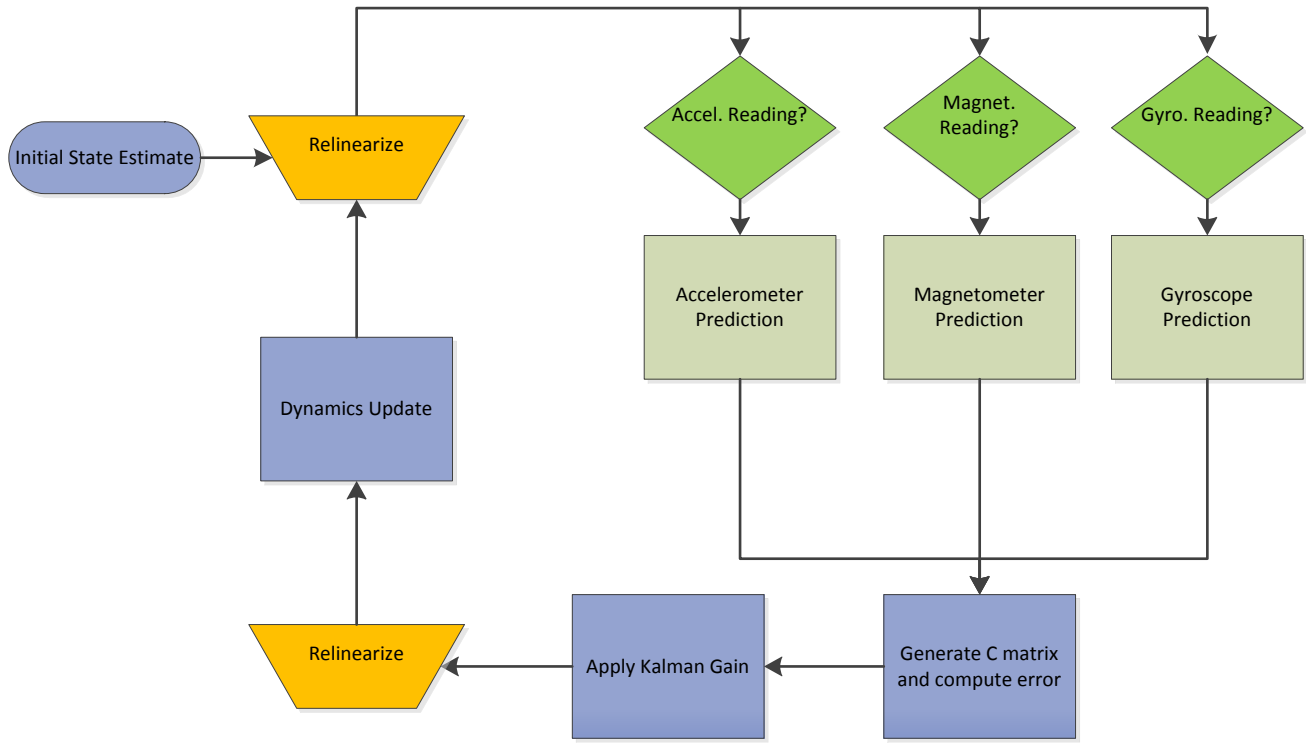 Initial State Estimate
Relinearize
Accel. Reading?
Magnet.
Reading?
Gyro. Reading?
Accelerometer
Prediction
Magnetometer
Prediction
Gyroscope
Prediction
Dynamics Update
Relinearize
Apply Kalman Gain
Generate C matrix
and compute error